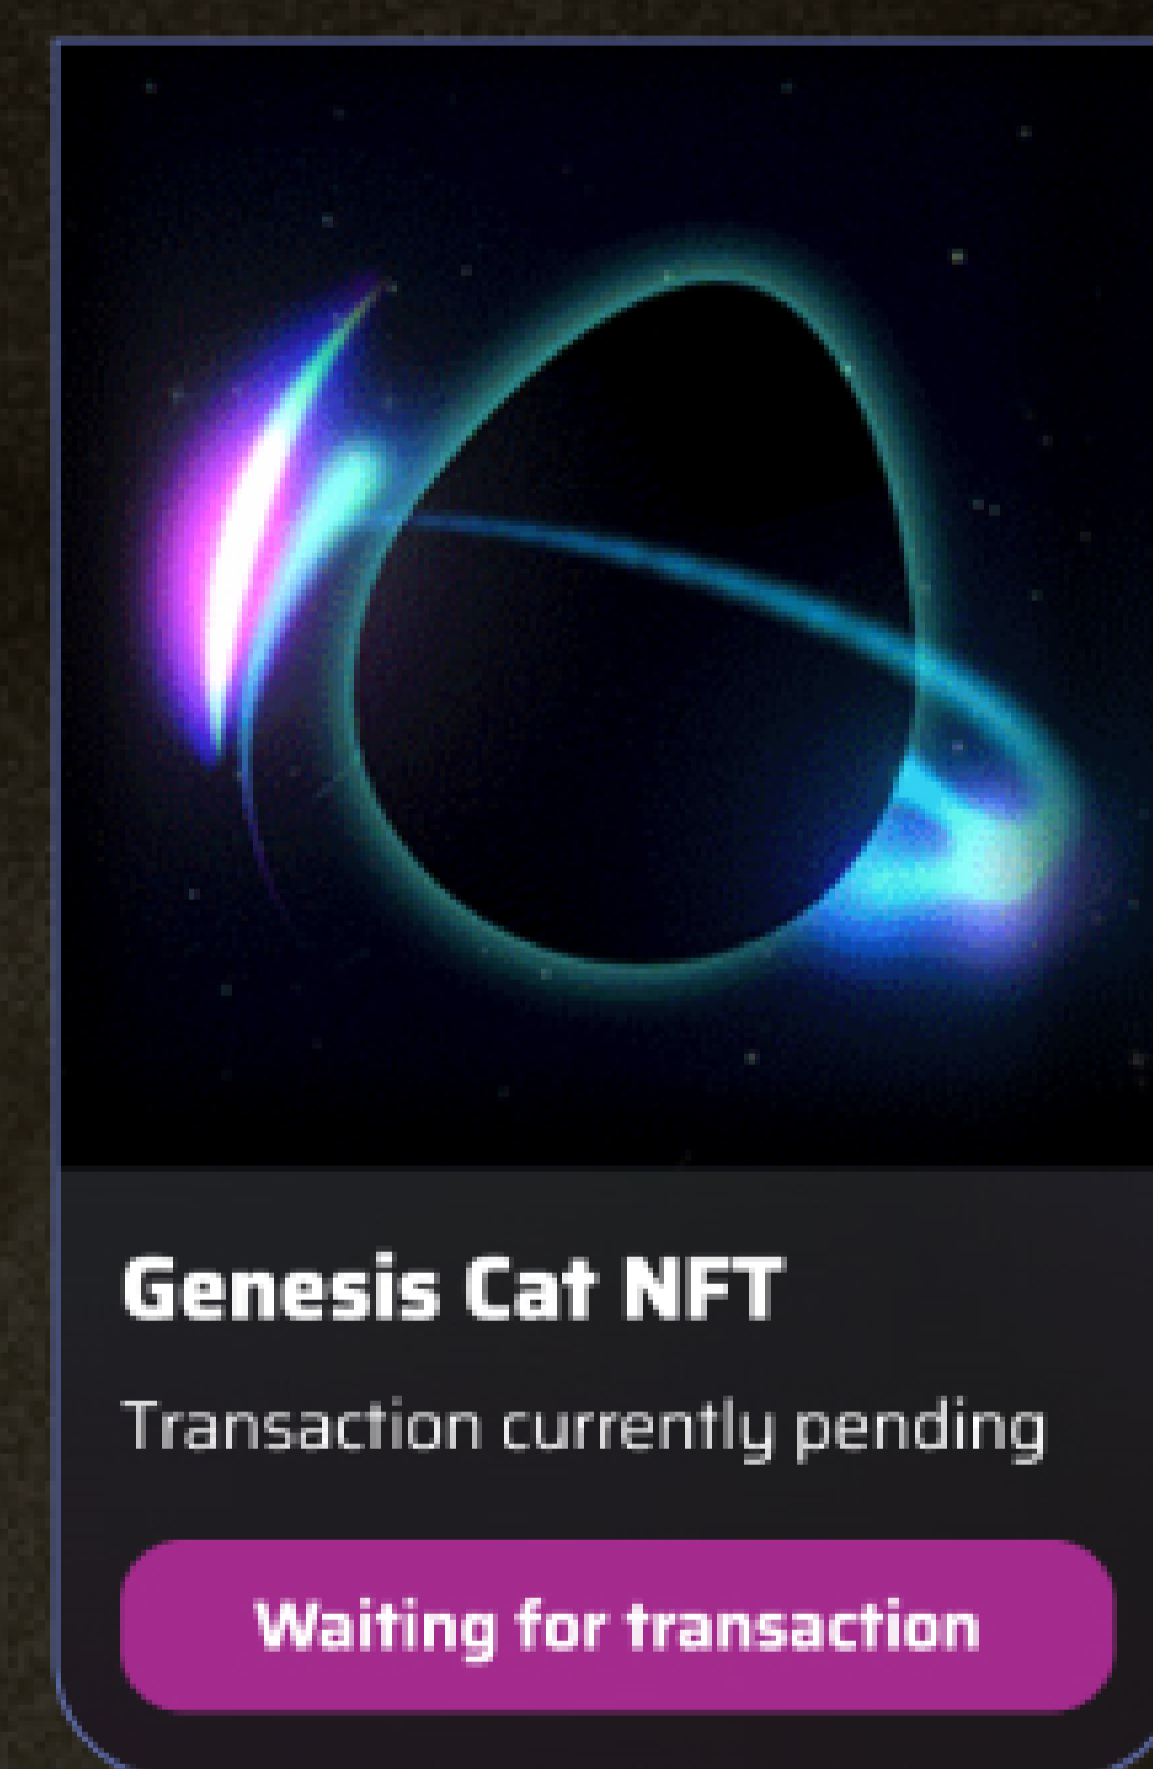 Genesis Cat NFT
Transaction currently pending
Waiting for transaction